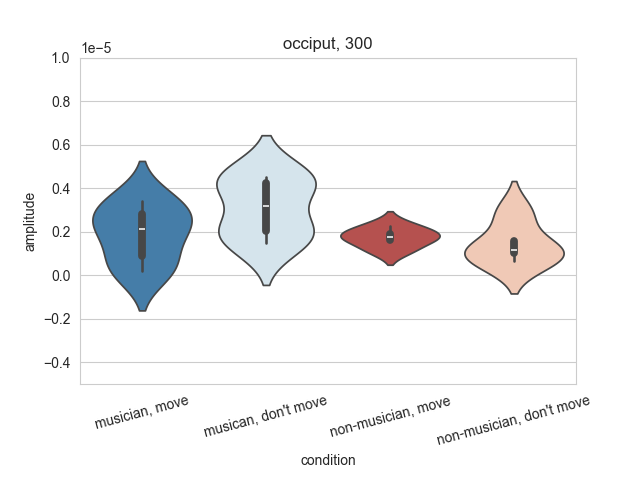 occiput, 300
1e−5
1.0
0.8
0.6
0.4
0.2
0.0
−0.2
−0.4
amplitude
musician, move
musican, don't move
non-musician, move
non-musician, don't move
condition